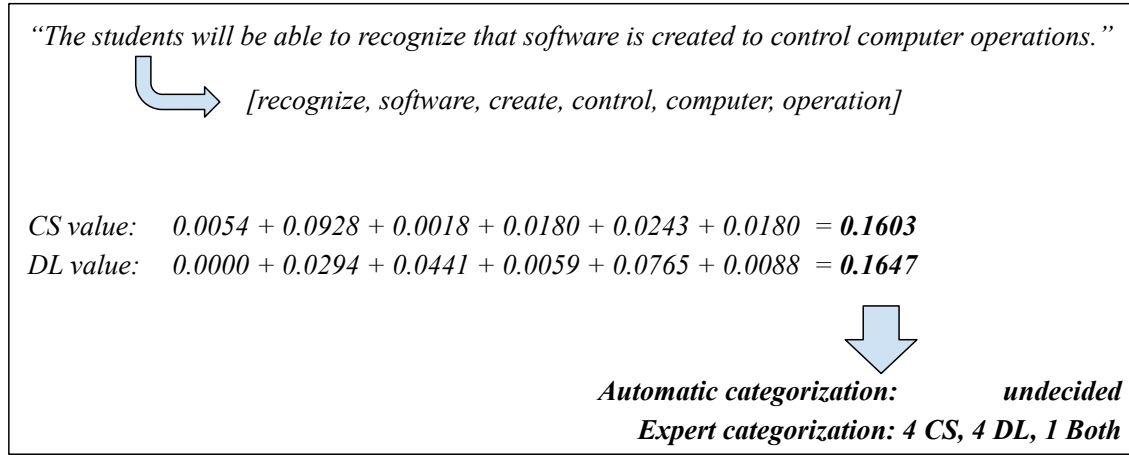 “The students will be able to recognize that software is created to control computer operations.”
[recognize, software, create, control, computer, operation]
CS value: 0.0054 + 0.0928 + 0.0018 + 0.0180 + 0.0243 + 0.0180 = 0.1603
DL value: 0.0000 + 0.0294 + 0.0441 + 0.0059 + 0.0765 + 0.0088 = 0.1647
Automatic categorization: undecided
Expert categorization: 4 CS, 4 DL, 1 Both